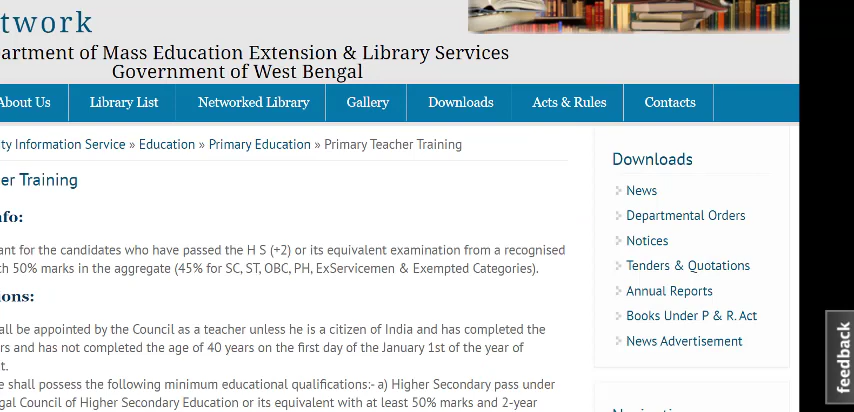 twork
partment of Mass Education Extension & Library Services
Government of West Bengal
About Us Library List Networked Library Gallery Downloads Acts & Rules Contacts
ty Information Service » Education » Primary Education » Primary Teacher Training
er Training
nfo:
ant for the candidates who have passed the H S (+2) or its equivalent examination from a recognised
th 50% marks in the aggregate (45% for SC, ST, OBC, PH, ExServicemen & Exempted Categories).
ons:
all be appointed by the Council as a teacher unless he is a citizen of India and has completed the
rs and has not completed the age of 40 years on the first day of the January 1st of the year of
t.
e shall possess the following minimum educational qualifications:- a) Higher Secondary pass under
gal Council of Higher Secondary Education or its equivalent with at least 50% marks and 2-year
Downloads
News
Departmental Orders
Notices
Tenders & Quotations
Annual Reports
Books Under P & R. Act
News Advertisement
feedback